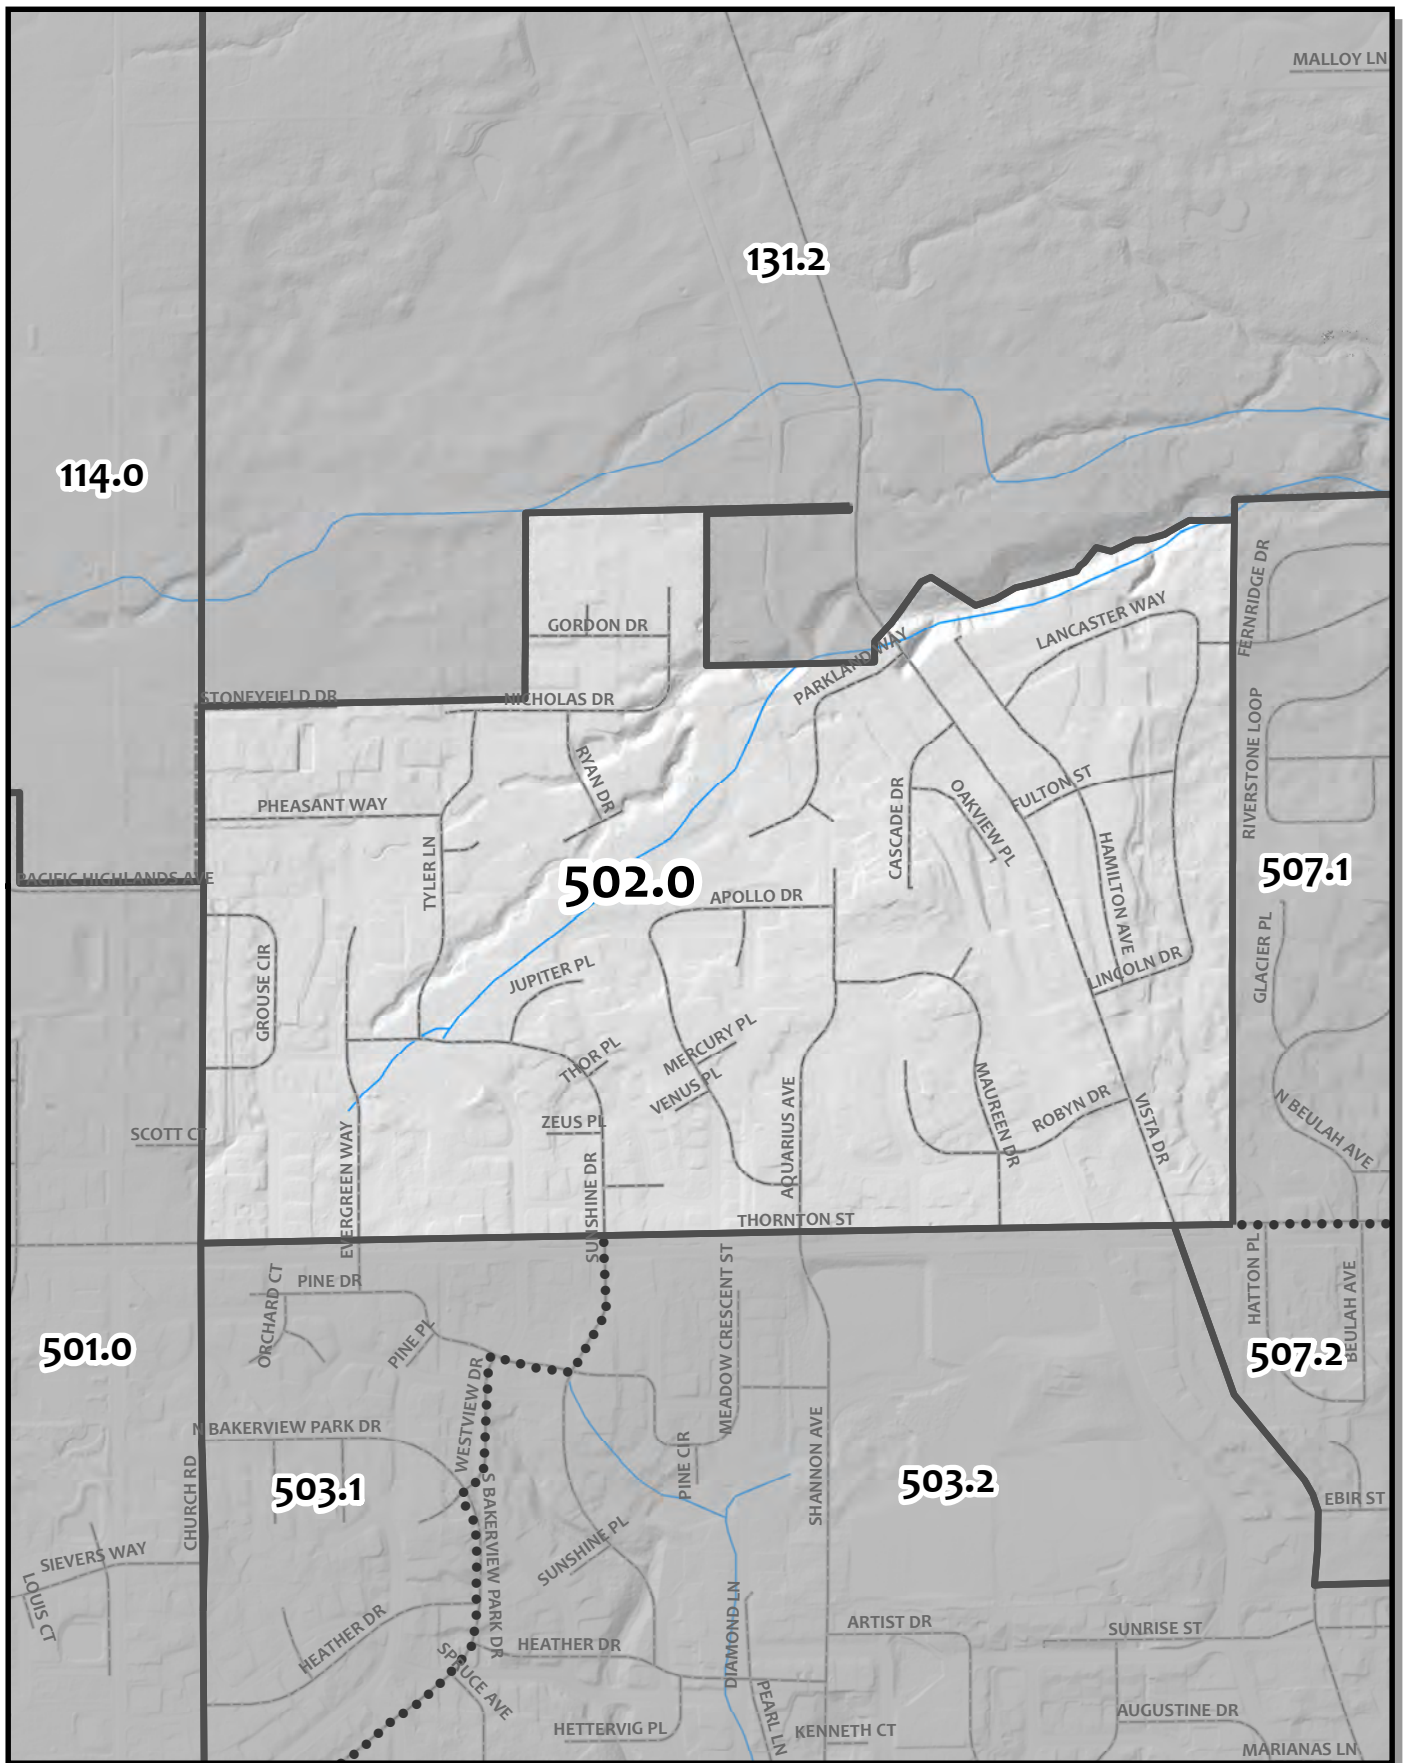 MALLOY LN
131.2
114.0
FERNRIDGE DR
LANCASTER WAY
GORDON DR
PARKLAND WAY
STONEYFIELD DR
NICHOLAS DR
RIVERSTONE LOOP
RYAN DR
FULTON ST
OAKVIEW PL
CASCADE DR
PHEASANT WAY
TYLER LN
HAMILTON AVE
507.1
PACIFIC HIGHLANDS AVE
502.0
APOLLO DR
GLACIER PL
GROUSE CIR
JUPITER PL
LINCOLN DR
MERCURY PL
THOR PL
VENUS PL
MAUREEN DR
ROBYN DR
VISTA DR
N BEULAH AVE
SCOTT CT
ZEUS PL
AQUARIUS AVE
EVERGREEN WAY
SUNSHINE DR
THORNTON ST
HATTON PL
BEULAH AVE
PINE DR
ORCHARD CT
PINE PL
MEADOW CRESCENT ST
501.0
507.2
WESTVIEW DR
N BAKERVIEW PARK DR
PINE CIR
SHANNON AVE
503.1
503.2
EBIR ST
CHURCH RD
S BAKERVIEW PARK DR
SUNSHINE PL
SIEVERS WAY
LOUIS CT
DIAMOND LN
HEATHER DR
HEATHER DR
ARTIST DR
SUNRISE ST
SPRUCE AVE
PEARL LN
HETTERVIG PL
KENNETH CT
AUGUSTINE DR
MARIANAS LN